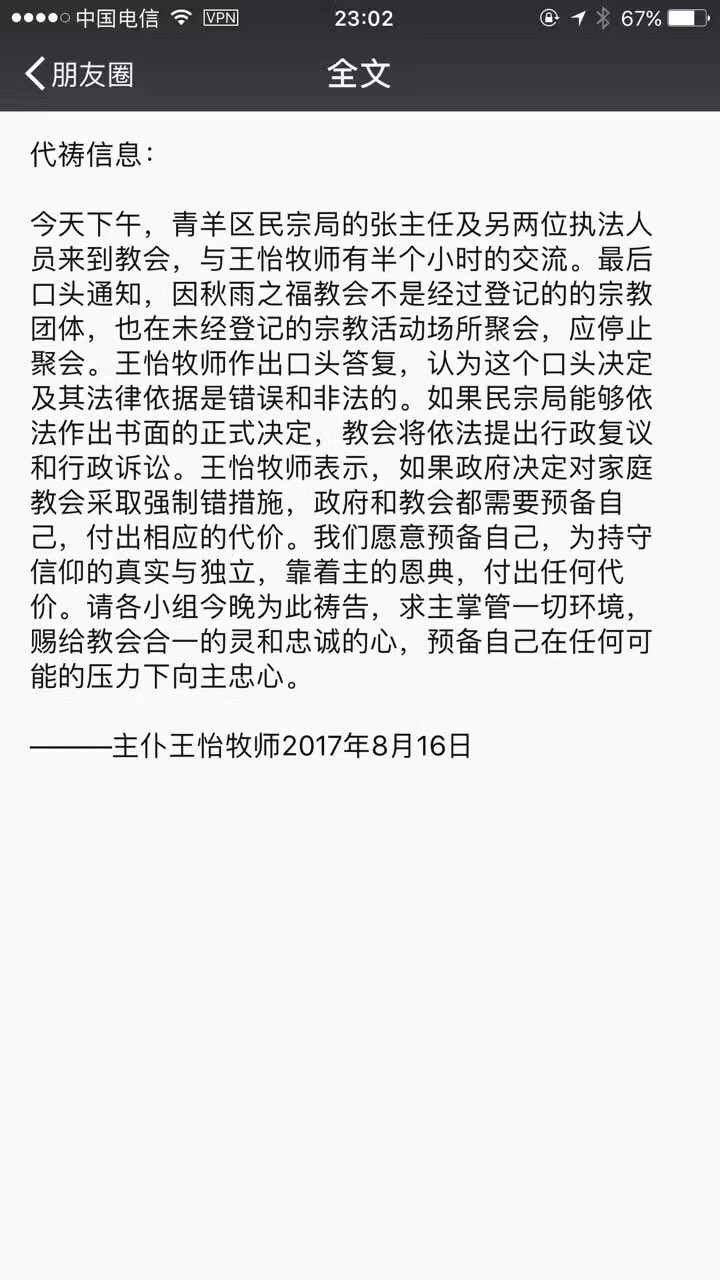 中国电信 VPN 23:02 67%
朋友圈 全文
代祷信息：
今天下午，青羊区民宗局的张主任及另两位执法人
员来到教会，与王怡牧师有半个小时的交流。最后
口头通知，因秋雨之福教会不是经过登记的的宗教
团体，也在未经登记的宗教活动场所聚会，应停止
聚会。王怡牧师作出口头答复，认为这个口头决定
及其法律依据是错误和非法的。如果民宗局能够依
法作出书面的正式决定，教会将依法提出行政复议
和行政诉讼。王怡牧师表示，如果政府决定对家庭
教会采取强制错措施，政府和教会都需要预备自
己，付出相应的代价。我们愿意预备自己，为持守
信仰的真实与独立，靠着主的恩典，付出任何代
价。请各小组今晚为此祷告，求主掌管一切环境，
赐给教会合一的灵和忠诚的心，预备自己在任何可
能的压力下向主忠心。
———主仆王怡牧师2017年8月16日